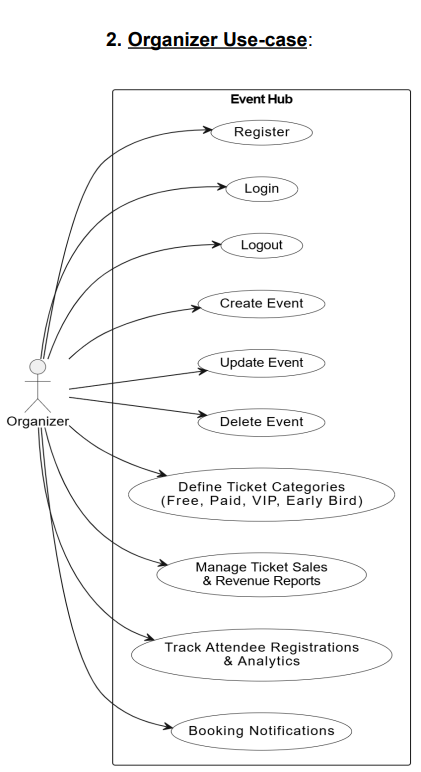 2. Organizer Use-case:
Event Hub
Register
Login
Logout
Create Event
Update Event
Organizer
Delete Event
Define Ticket Categories
(Free, Paid, VIP, Early Bird)
Manage Ticket Sales
& Revenue Reports
Track Attendee Registrations
& Analytics
Booking Notifications